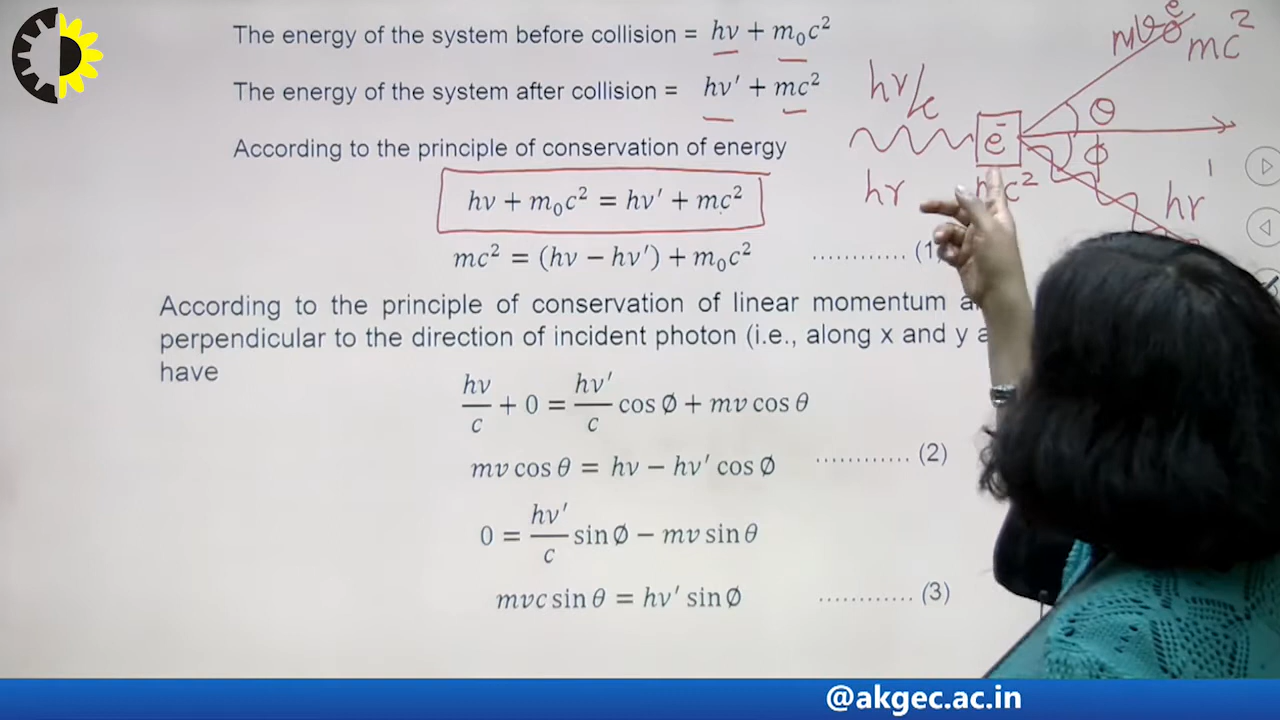 The energy of the system before collision = hν + m₀c²
The energy of the system after collision = hν′ + mc²
According to the principle of conservation of energy
hν + m₀c² = hν′ + mc²
mc² = (hν − hν′) + m₀c² ............ (1)
According to the principle of conservation of linear momentum
perpendicular to the direction of incident photon (i.e., along x and y
have
hν/c + 0 = hν′/c cos Ø + mv cos θ
mv cos θ = hν − hν′ cos Ø ............ (2)
0 = hν′/c sin Ø − mv sin θ
mvc sin θ = hν′ sin Ø ............ (3)
e
mv
mc²
hν/c
θ
e⁻
ϕ
hν
c²
hν
@akgec.ac.in